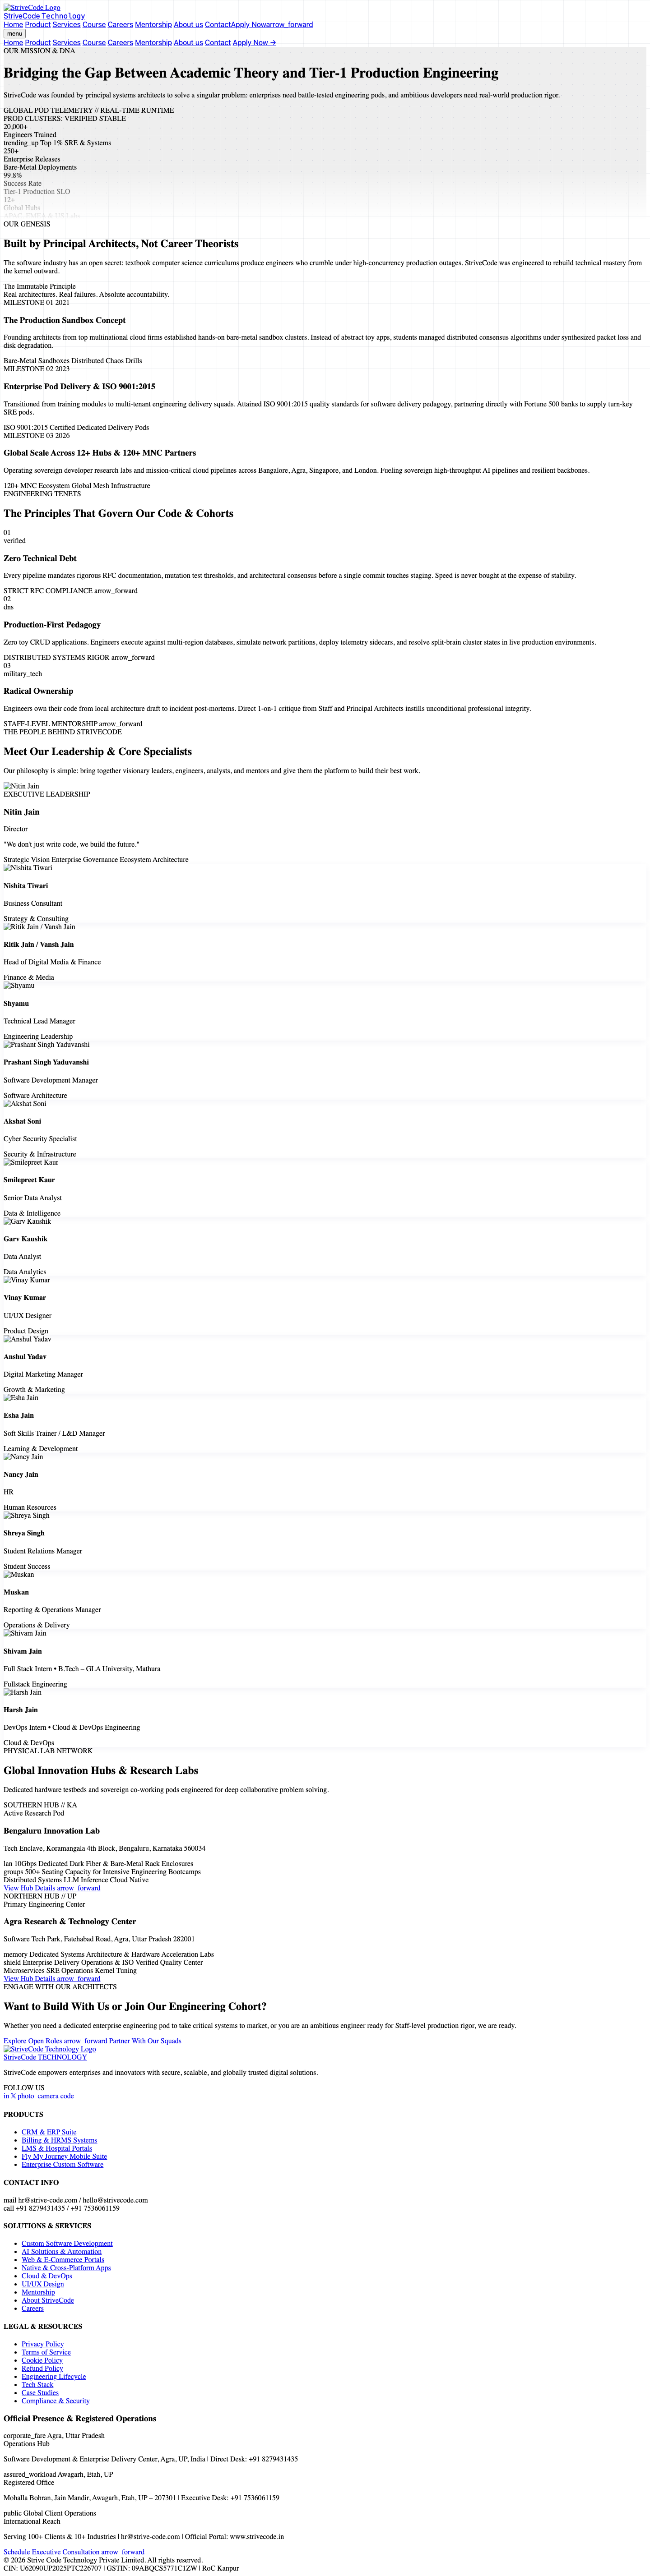 StriveCode Logo
StriveCode Technology
Home Product Services Course Careers Mentorship About us ContactApply Nowarrow_forward
menu
Home Product Services Course Careers Mentorship About us Contact Apply Now →
OUR MISSION & DNA
Bridging the Gap Between Academic Theory and Tier-1 Production Engineering
StriveCode was founded by principal systems architects to solve a singular problem: enterprises need battle-tested engineering pods, and ambitious developers need real-world production rigor.
GLOBAL POD TELEMETRY // REAL-TIME RUNTIME
PROD CLUSTERS: VERIFIED STABLE
20,000+
Engineers Trained
trending_up Top 1% SRE & Systems
250+
Enterprise Releases
Bare-Metal Deployments
99.8%
Success Rate
Tier-1 Production SLO
12+
Global Hubs
OUR GENESIS
Built by Principal Architects, Not Career Theorists
The software industry has an open secret: textbook computer science curriculums produce engineers who crumble under high-concurrency production outages. StriveCode was engineered to rebuild technical mastery from
the kernel outward.
The Immutable Principle
Real architectures. Real failures. Absolute accountability.
MILESTONE 01 2021
The Production Sandbox Concept
Founding architects from top multinational cloud firms established hands-on bare-metal sandbox clusters. Instead of abstract toy apps, students managed distributed consensus algorithms under synthesized packet loss and
disk degradation.
Bare-Metal Sandboxes Distributed Chaos Drills
MILESTONE 02 2023
Enterprise Pod Delivery & ISO 9001:2015
Transitioned from training modules to multi-tenant engineering delivery squads. Attained ISO 9001:2015 quality standards for software delivery pedagogy, partnering directly with Fortune 500 banks to supply turn-key
SRE pods.
ISO 9001:2015 Certified Dedicated Delivery Pods
MILESTONE 03 2026
Global Scale Across 12+ Hubs & 120+ MNC Partners
Operating sovereign developer research labs and mission-critical cloud pipelines across Bangalore, Agra, Singapore, and London. Fueling sovereign high-throughput AI pipelines and resilient backbones.
120+ MNC Ecosystem Global Mesh Infrastructure
ENGINEERING TENETS
The Principles That Govern Our Code & Cohorts
01
verified
Zero Technical Debt
Every pipeline mandates rigorous RFC documentation, mutation test thresholds, and architectural consensus before a single commit touches staging. Speed is never bought at the expense of stability.
STRICT RFC COMPLIANCE arrow_forward
02
dns
Production-First Pedagogy
Zero toy CRUD applications. Engineers execute against multi-region databases, simulate network partitions, deploy telemetry sidecars, and resolve split-brain cluster states in live production environments.
DISTRIBUTED SYSTEMS RIGOR arrow_forward
03
military_tech
Radical Ownership
Engineers own their code from local architecture draft to incident post-mortems. Direct 1-on-1 critique from Staff and Principal Architects instills unconditional professional integrity.
STAFF-LEVEL MENTORSHIP arrow_forward
THE PEOPLE BEHIND STRIVECODE
Meet Our Leadership & Core Specialists
Our philosophy is simple: bring together visionary leaders, engineers, analysts, and mentors and give them the platform to build their best work.
Nitin Jain
EXECUTIVE LEADERSHIP
Nitin Jain
Director
"We don't just write code, we build the future."
Strategic Vision Enterprise Governance Ecosystem Architecture
Nishita Tiwari
Nishita Tiwari
Business Consultant
Strategy & Consulting
Ritik Jain / Vansh Jain
Ritik Jain / Vansh Jain
Head of Digital Media & Finance
Finance & Media
Shyamu
Shyamu
Technical Lead Manager
Engineering Leadership
Prashant Singh Yaduvanshi
Prashant Singh Yaduvanshi
Software Development Manager
Software Architecture
Akshat Soni
Akshat Soni
Cyber Security Specialist
Security & Infrastructure
Smilepreet Kaur
Smilepreet Kaur
Senior Data Analyst
Data & Intelligence
Garv Kaushik
Garv Kaushik
Data Analyst
Data Analytics
Vinay Kumar
Vinay Kumar
UI/UX Designer
Product Design
Anshul Yadav
Anshul Yadav
Digital Marketing Manager
Growth & Marketing
Esha Jain
Esha Jain
Soft Skills Trainer / L&D Manager
Learning & Development
Nancy Jain
Nancy Jain
HR
Human Resources
Shreya Singh
Shreya Singh
Student Relations Manager
Student Success
Muskan
Muskan
Reporting & Operations Manager
Operations & Delivery
Shivam Jain
Shivam Jain
Full Stack Intern • B.Tech – GLA University, Mathura
Fullstack Engineering
Harsh Jain
Harsh Jain
DevOps Intern • Cloud & DevOps Engineering
Cloud & DevOps
PHYSICAL LAB NETWORK
Global Innovation Hubs & Research Labs
Dedicated hardware testbeds and sovereign co-working pods engineered for deep collaborative problem solving.
SOUTHERN HUB // KA
Active Research Pod
Bengaluru Innovation Lab
Tech Enclave, Koramangala 4th Block, Bengaluru, Karnataka 560034
lan 10Gbps Dedicated Dark Fiber & Bare-Metal Rack Enclosures
groups 500+ Seating Capacity for Intensive Engineering Bootcamps
Distributed Systems LLM Inference Cloud Native
View Hub Details arrow_forward
NORTHERN HUB // UP
Primary Engineering Center
Agra Research & Technology Center
Software Tech Park, Fatehabad Road, Agra, Uttar Pradesh 282001
memory Dedicated Systems Architecture & Hardware Acceleration Labs
shield Enterprise Delivery Operations & ISO Verified Quality Center
Microservices SRE Operations Kernel Tuning
View Hub Details arrow_forward
ENGAGE WITH OUR ARCHITECTS
Want to Build With Us or Join Our Engineering Cohort?
Whether you need a dedicated enterprise engineering pod to take critical systems to market, or you are an ambitious engineer ready for Staff-level production rigor, we are ready.
Explore Open Roles arrow_forward Partner With Our Squads
StriveCode Technology Logo
StriveCode TECHNOLOGY
StriveCode empowers enterprises and innovators with secure, scalable, and globally trusted digital solutions.
FOLLOW US
in 𝕏 photo_camera code
PRODUCTS
CRM & ERP Suite
Billing & HRMS Systems
LMS & Hospital Portals
Fly My Journey Mobile Suite
Enterprise Custom Software
CONTACT INFO
mail hr@strive-code.com / hello@strivecode.com
call +91 8279431435 / +91 7536061159
SOLUTIONS & SERVICES
Custom Software Development
AI Solutions & Automation
Web & E-Commerce Portals
Native & Cross-Platform Apps
Cloud & DevOps
UI/UX Design
Mentorship
About StriveCode
Careers
LEGAL & RESOURCES
Privacy Policy
Terms of Service
Cookie Policy
Refund Policy
Engineering Lifecycle
Tech Stack
Case Studies
Compliance & Security
Official Presence & Registered Operations
corporate_fare Agra, Uttar Pradesh
Operations Hub
Software Development & Enterprise Delivery Center, Agra, UP, India | Direct Desk: +91 8279431435
assured_workload Awagarh, Etah, UP
Registered Office
Mohalla Bohran, Jain Mandir, Awagarh, Etah, UP – 207301 | Executive Desk: +91 7536061159
public Global Client Operations
International Reach
Serving 100+ Clients & 10+ Industries | hr@strive-code.com | Official Portal: www.strivecode.in
Schedule Executive Consultation arrow_forward
© 2026 Strive Code Technology Private Limited. All rights reserved.
CIN: U62090UP2025PTC226707 | GSTIN: 09ABQCS5771C1ZW | RoC Kanpur